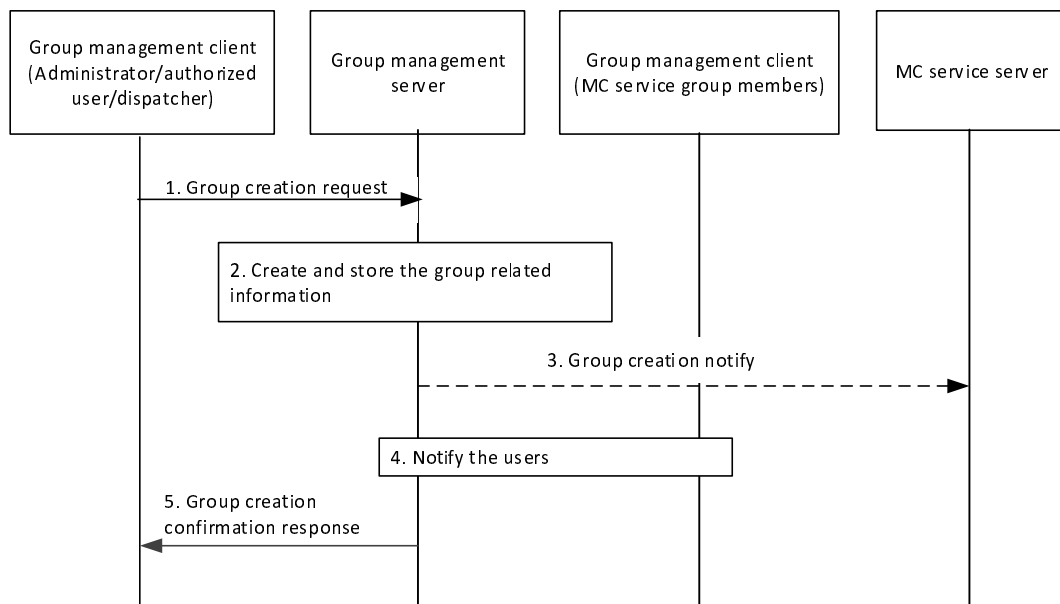 Group management client
(Administrator/authorized
user/dispatcher)
Group management
server
Group management client
(MC service group members)
MC service server
1. Group creation request
2. Create and store the group related
information
3. Group creation notify
4. Notify the users
5. Group creation
confirmation response